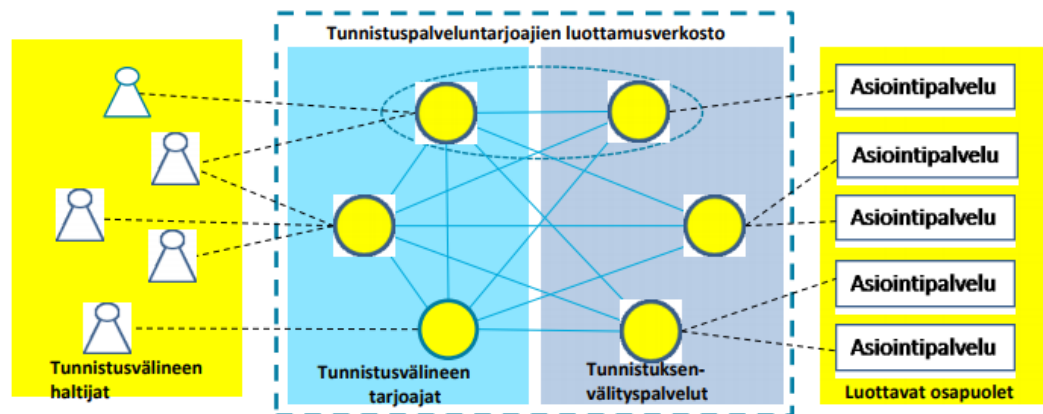 Tunnistuspalveluntarjoajien luottamusverkosto
Asiointipalvelu
Asiointipalvelu
Asiointipalvelu
Asiointipalvelu
Asiointipalvelu
Tunnistusvälineen
haltijat
Tunnistusvälineen
tarjoajat
Tunnistuksen-
välityspalvelut
Luottavat osapuolet